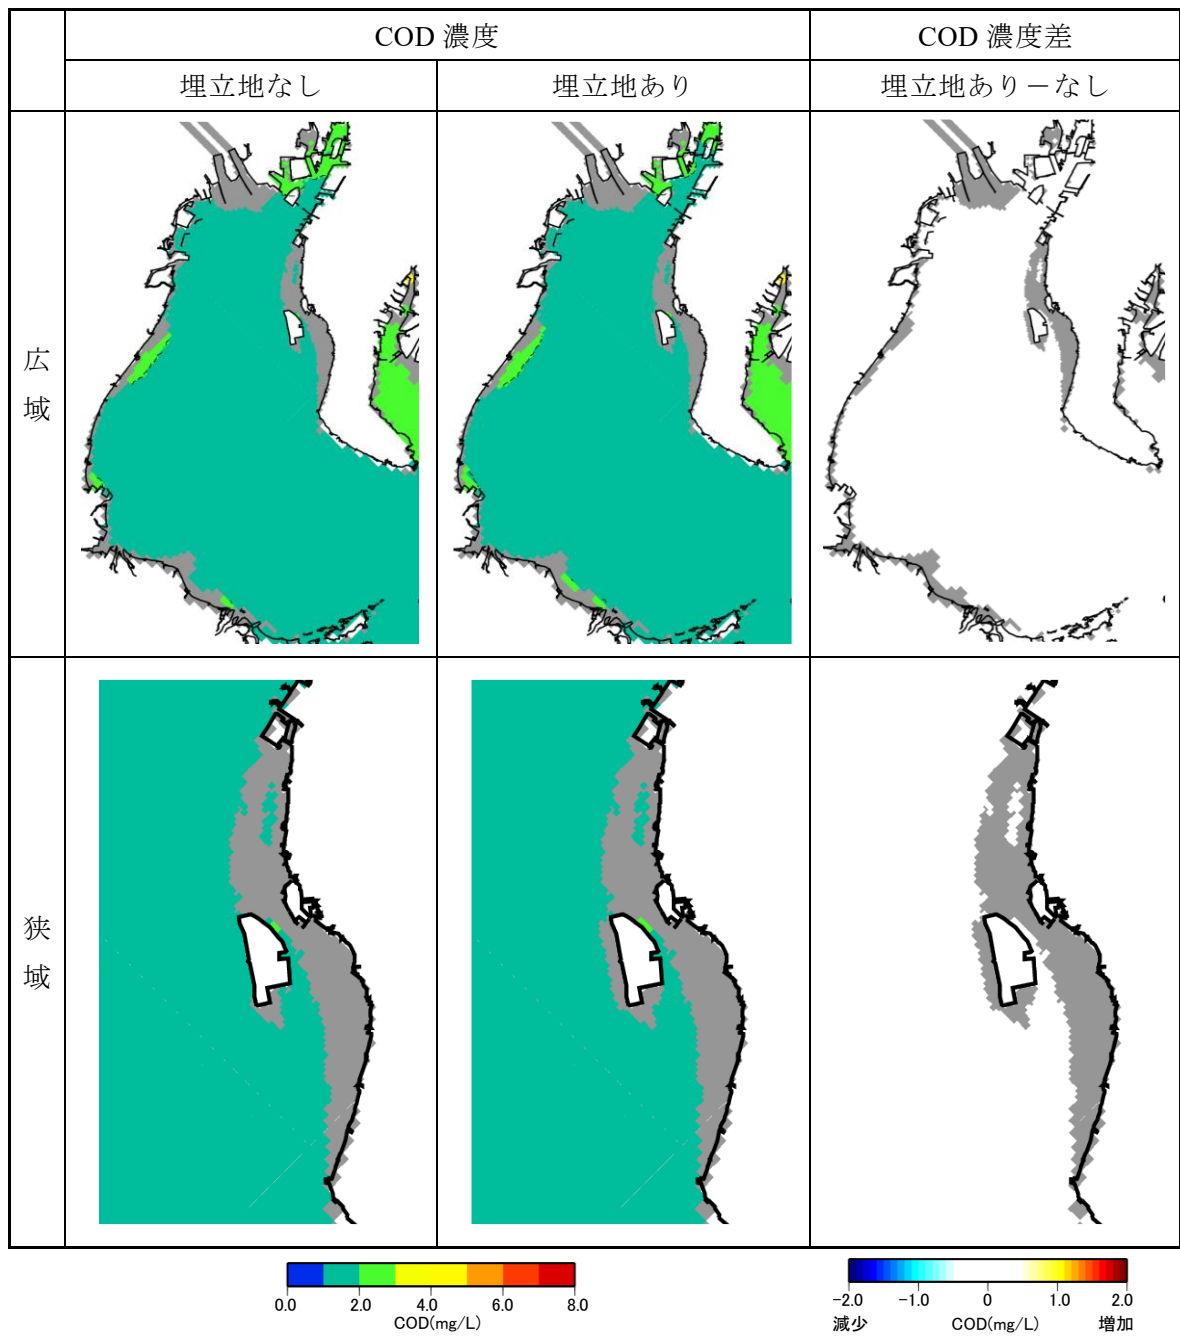 COD 濃度
COD 濃度差
埋立地なし
埋立地あり
埋立地あり－なし
広域
狭域
0.0 2.0 4.0 6.0 8.0
COD(mg/L)
-2.0 -1.0 0 1.0 2.0
減少 COD(mg/L) 増加